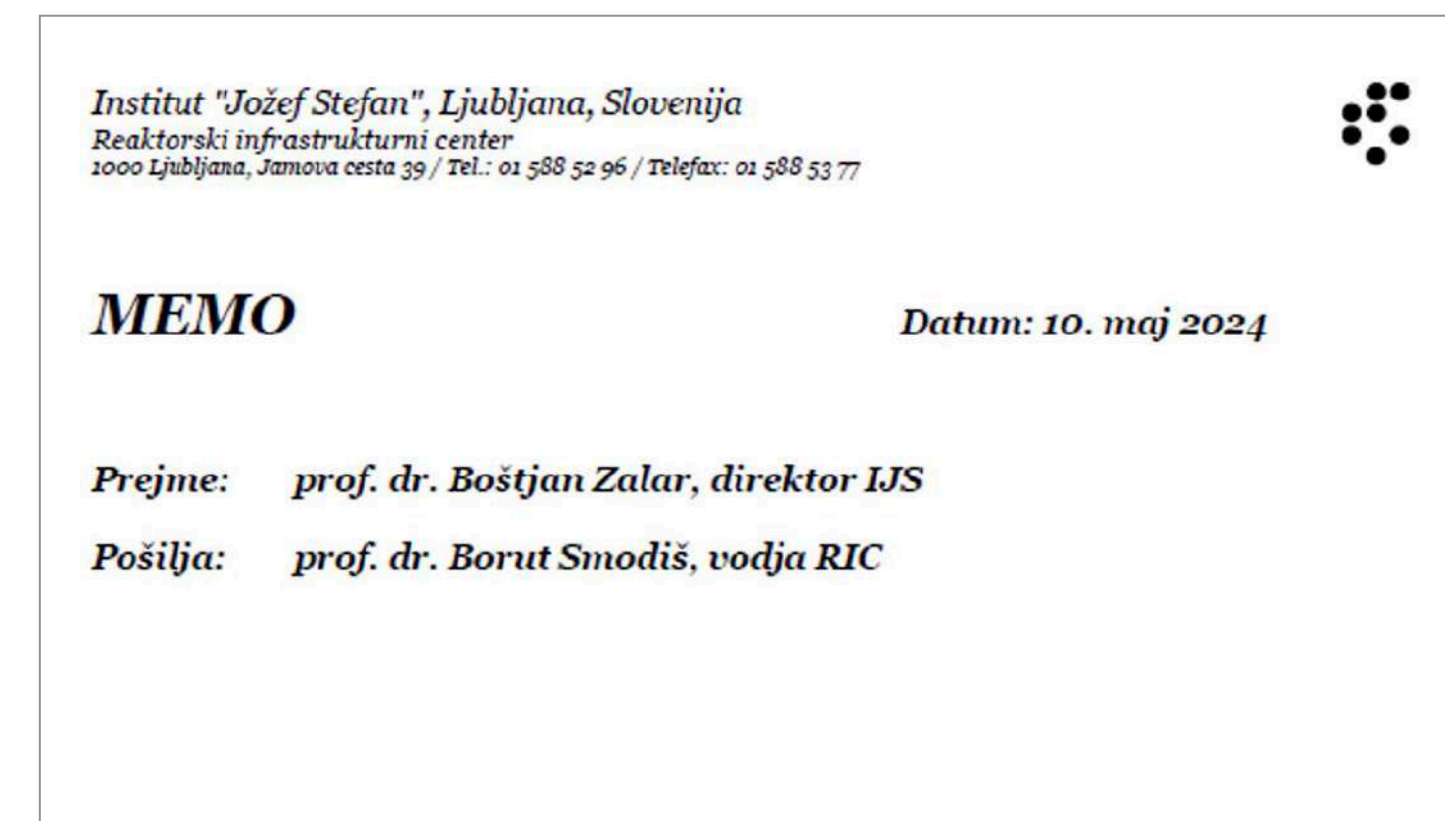 Institut "Jožef Stefan", Ljubljana, Slovenija
Reaktorski infrastrukturni center
1000 Ljubljana, Jamova cesta 39 / Tel.: 01 588 52 96 / Telefax: 01 588 53 77
MEMO Datum: 10. maj 2024
Prejme: prof. dr. Boštjan Zalar, direktor IJS
Pošilja: prof. dr. Borut Smodiš, vodja RIC